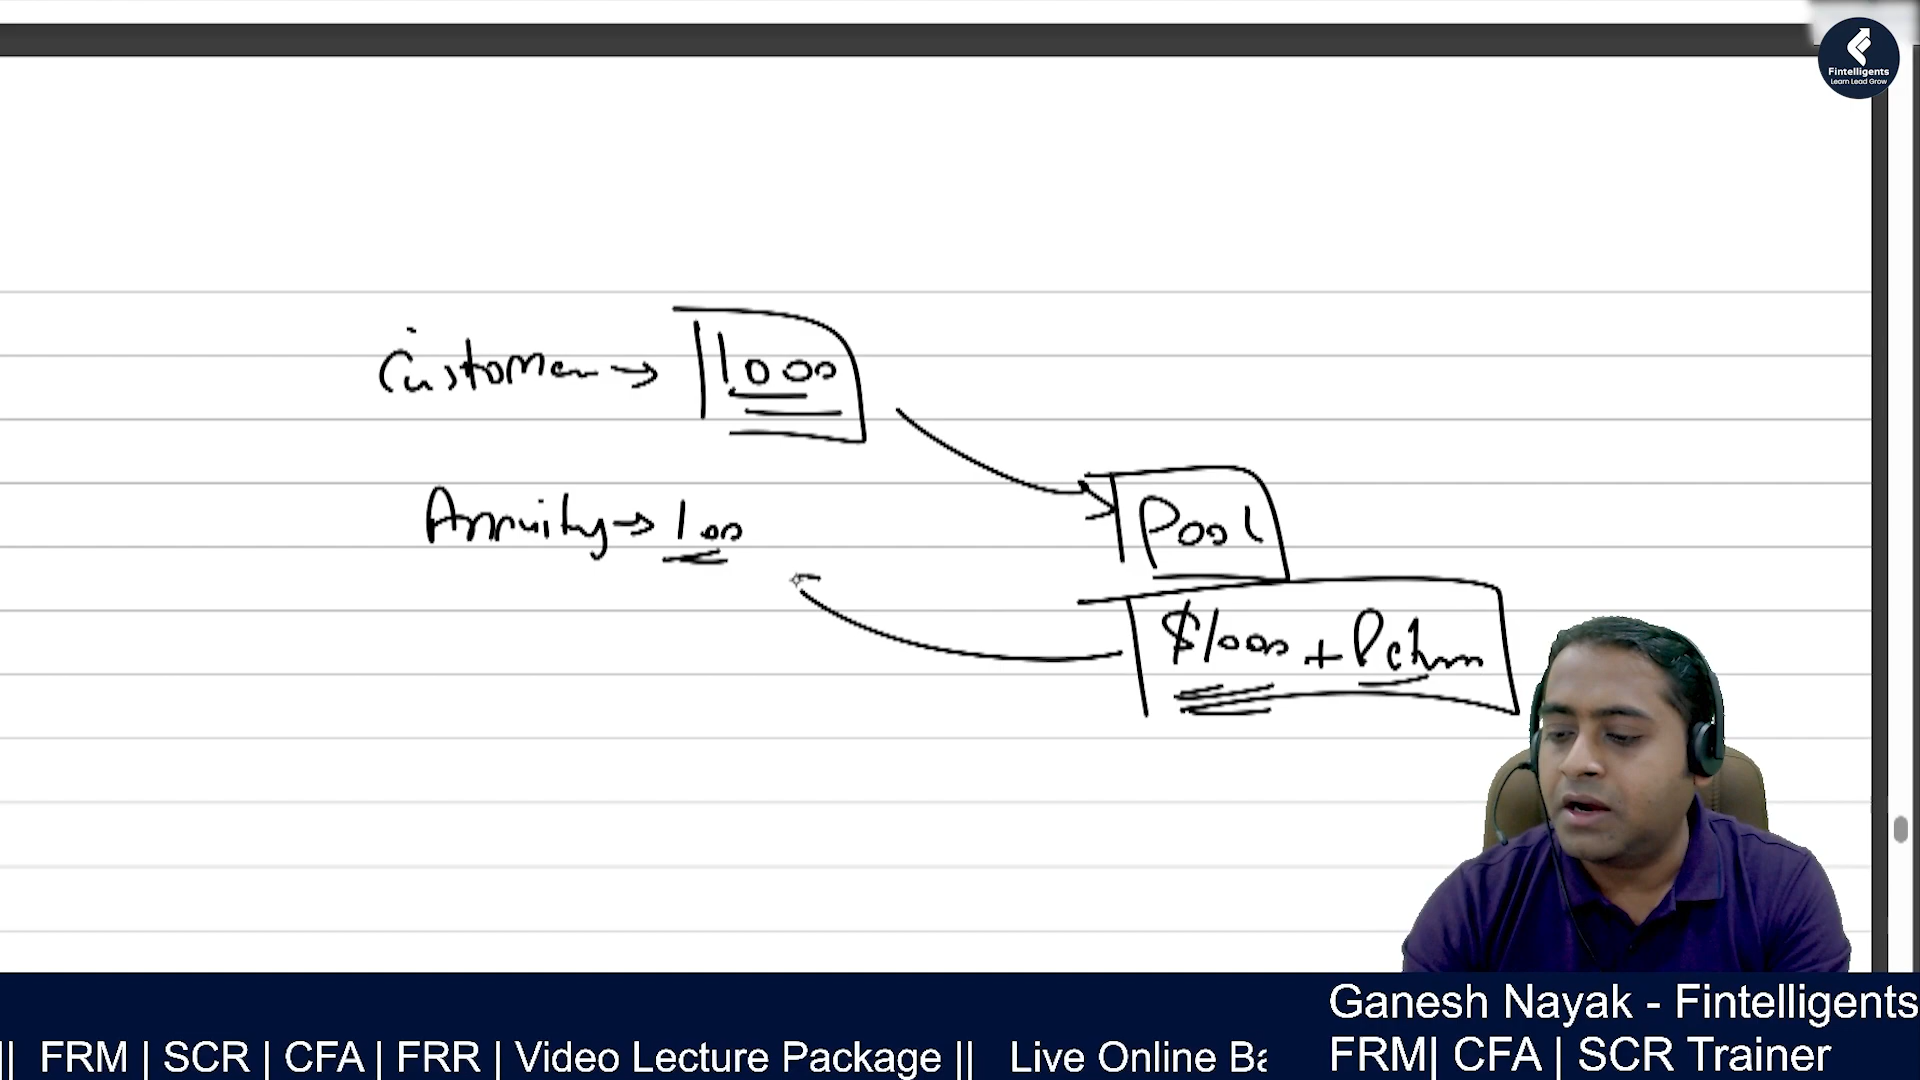 Fintelligents
Learn Lead Grow
Customer → 1000
Annuity → 100
Pool
$1000 + Return
Ganesh Nayak - Fintelligents
|| FRM | SCR | CFA | FRR | Video Lecture Package || Live Online Ba
FRM| CFA | SCR Trainer